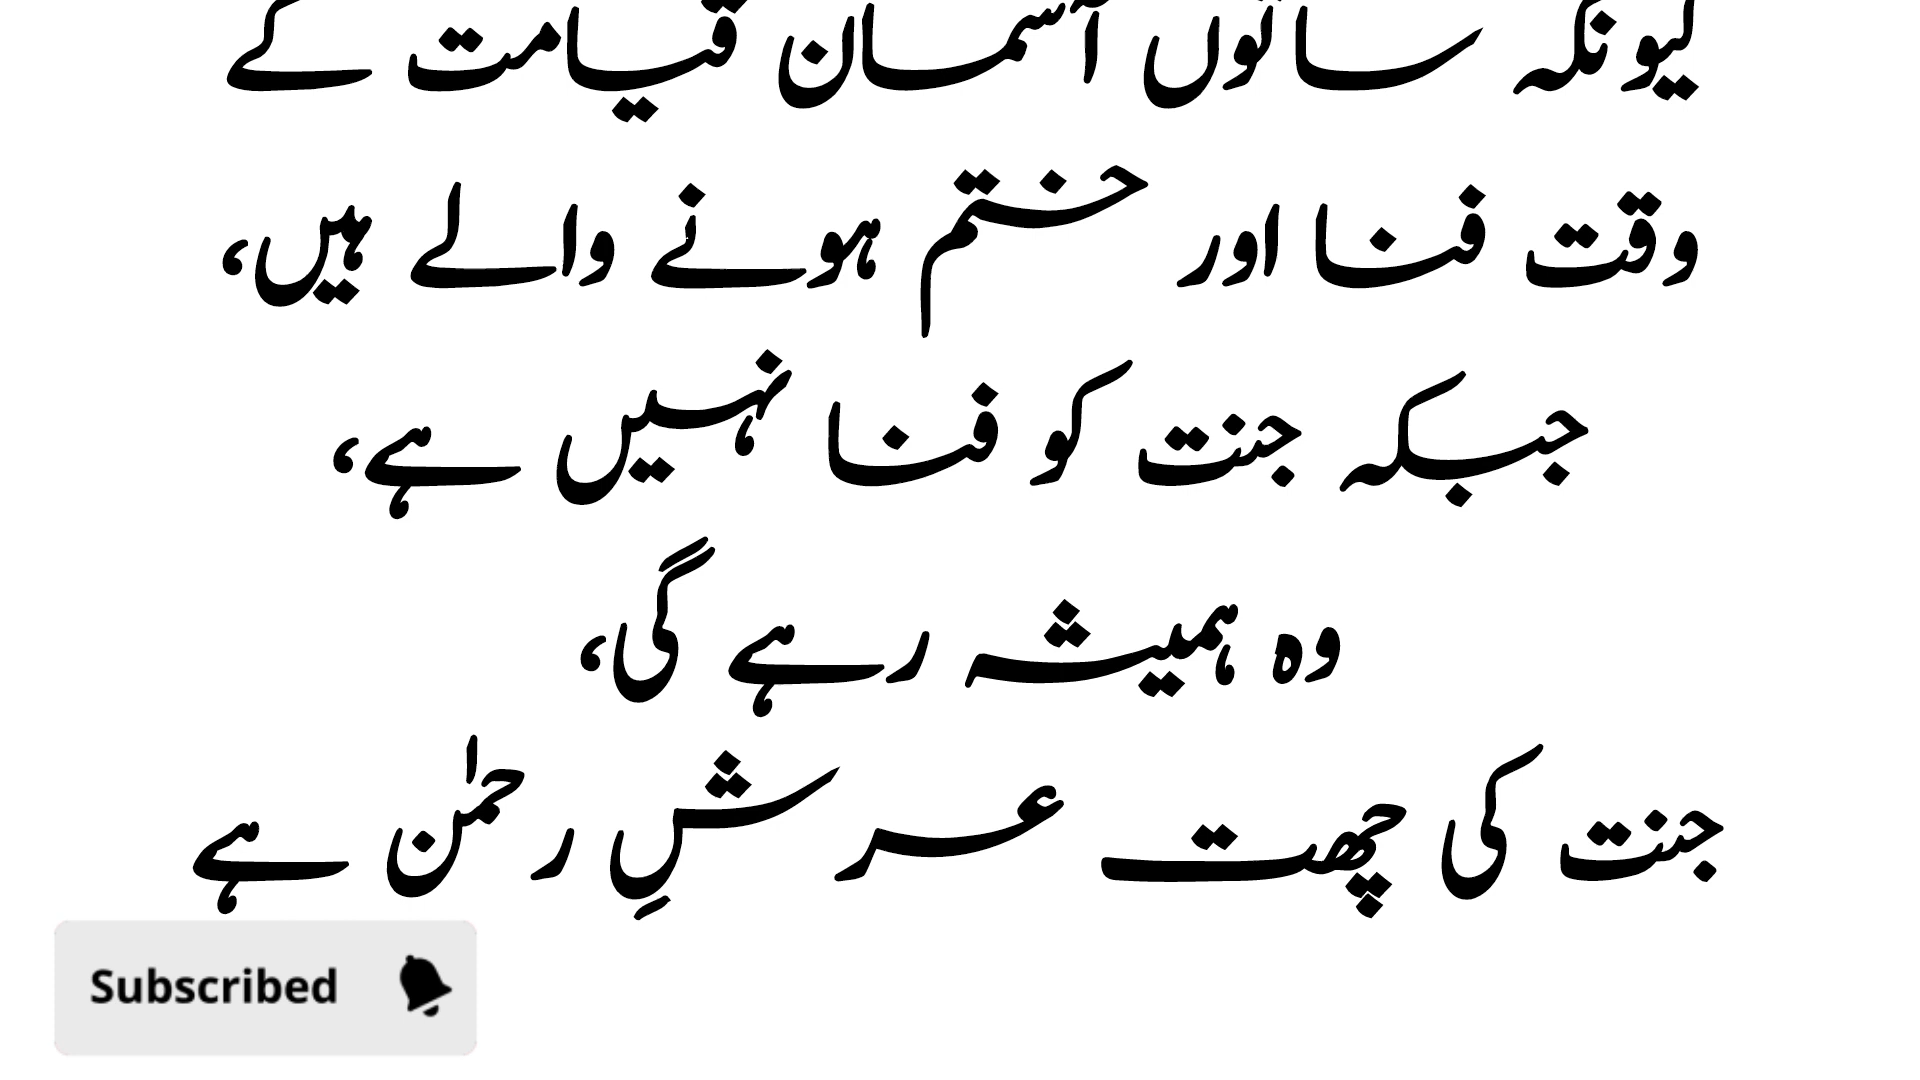 کیونکہ ساتوں آسمان قیامت کے
وقت فنا اور ختم ہونے والے ہیں،
جبکہ جنت کو فنا نہیں ہے،
وہ ہمیشہ رہے گی،
جنت کی چھت عرشِ رحمٰن ہے
Subscribed